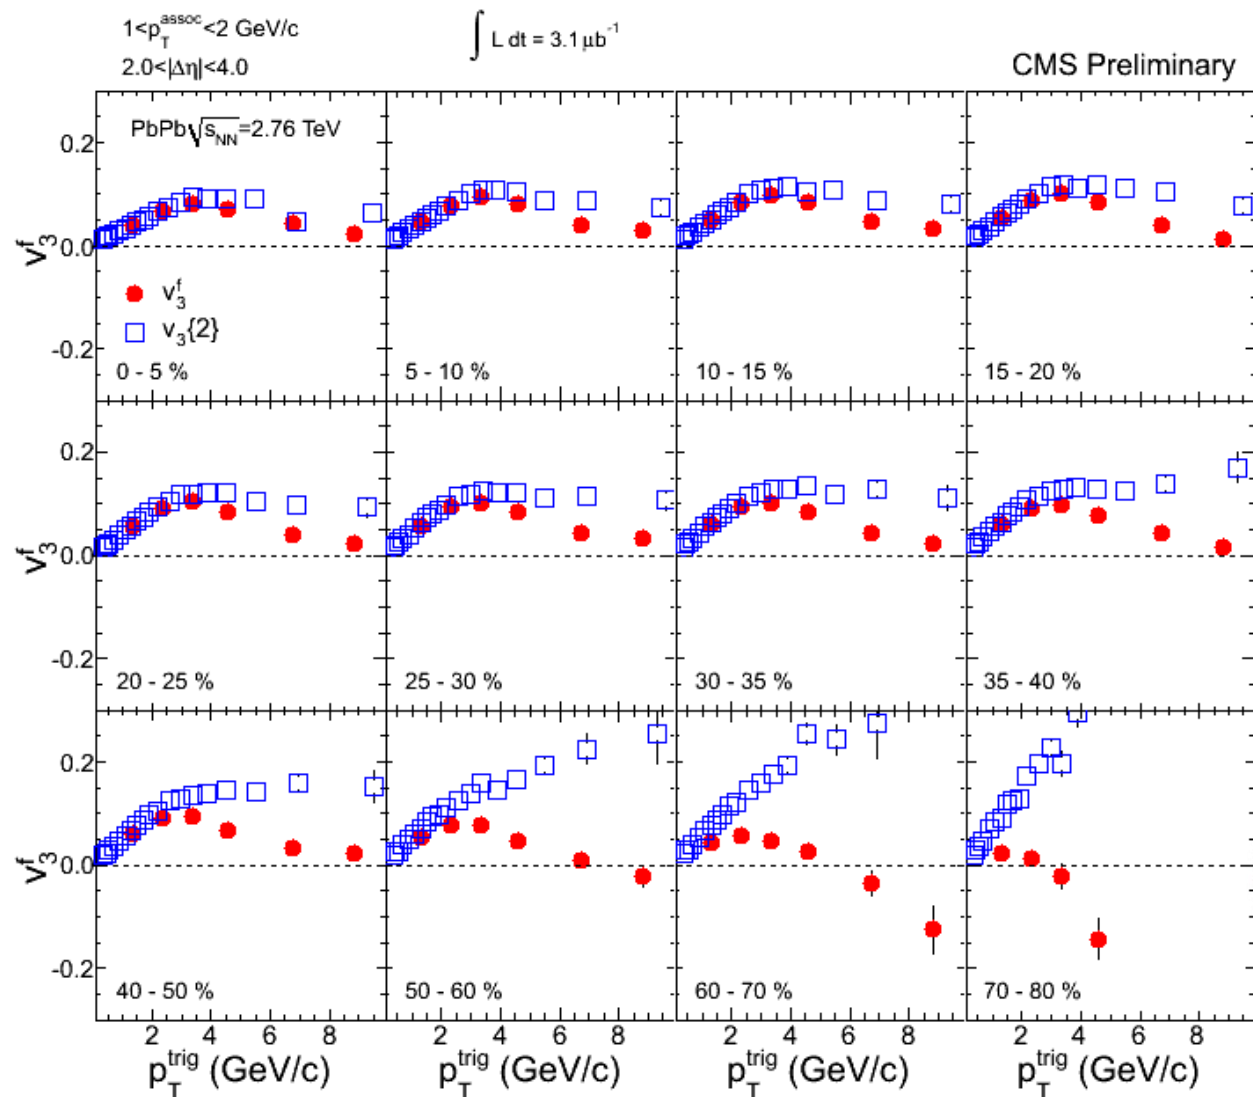 1<p_T^assoc<2 GeV/c
∫ L dt = 3.1 μb⁻¹
2.0<|Δη|<4.0
CMS Preliminary
PbPb √s_NN=2.76 TeV
0.2
0.0
-0.2
v_3^f
v_3^f
v_3{2}
0 - 5 %
5 - 10 %
10 - 15 %
15 - 20 %
0.2
0.0
-0.2
v_3^f
20 - 25 %
25 - 30 %
30 - 35 %
35 - 40 %
0.2
0.0
-0.2
v_3^f
40 - 50 %
50 - 60 %
60 - 70 %
70 - 80 %
2 4 6 8
2 4 6 8
2 4 6 8
2 4 6 8
p_T^trig (GeV/c)
p_T^trig (GeV/c)
p_T^trig (GeV/c)
p_T^trig (GeV/c)